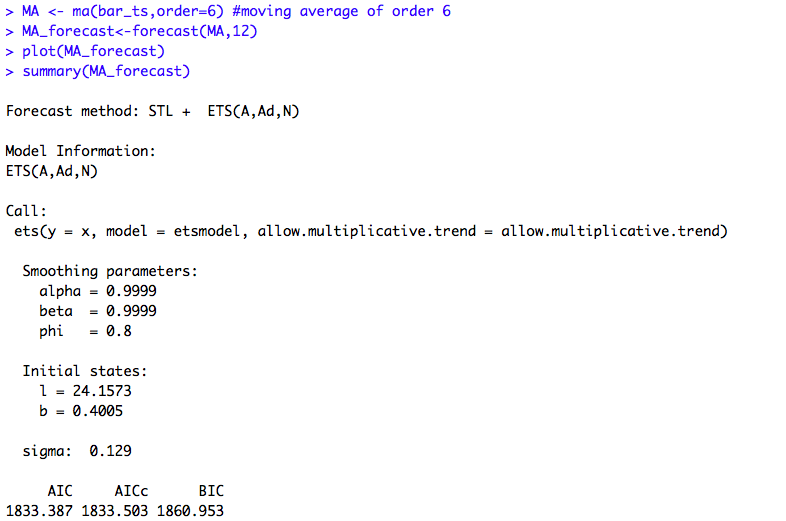 > MA <- ma(bar_ts,order=6) #moving average of order 6
> MA_forecast<-forecast(MA,12)
> plot(MA_forecast)
> summary(MA_forecast)
Forecast method: STL +  ETS(A,Ad,N)
Model Information:
ETS(A,Ad,N)
Call:
 ets(y = x, model = etsmodel, allow.multiplicative.trend = allow.multiplicative.trend)
  Smoothing parameters:
    alpha = 0.9999
    beta  = 0.9999
    phi   = 0.8
  Initial states:
    l = 24.1573
    b = 0.4005
  sigma:  0.129
     AIC     AICc      BIC
1833.387 1833.503 1860.953